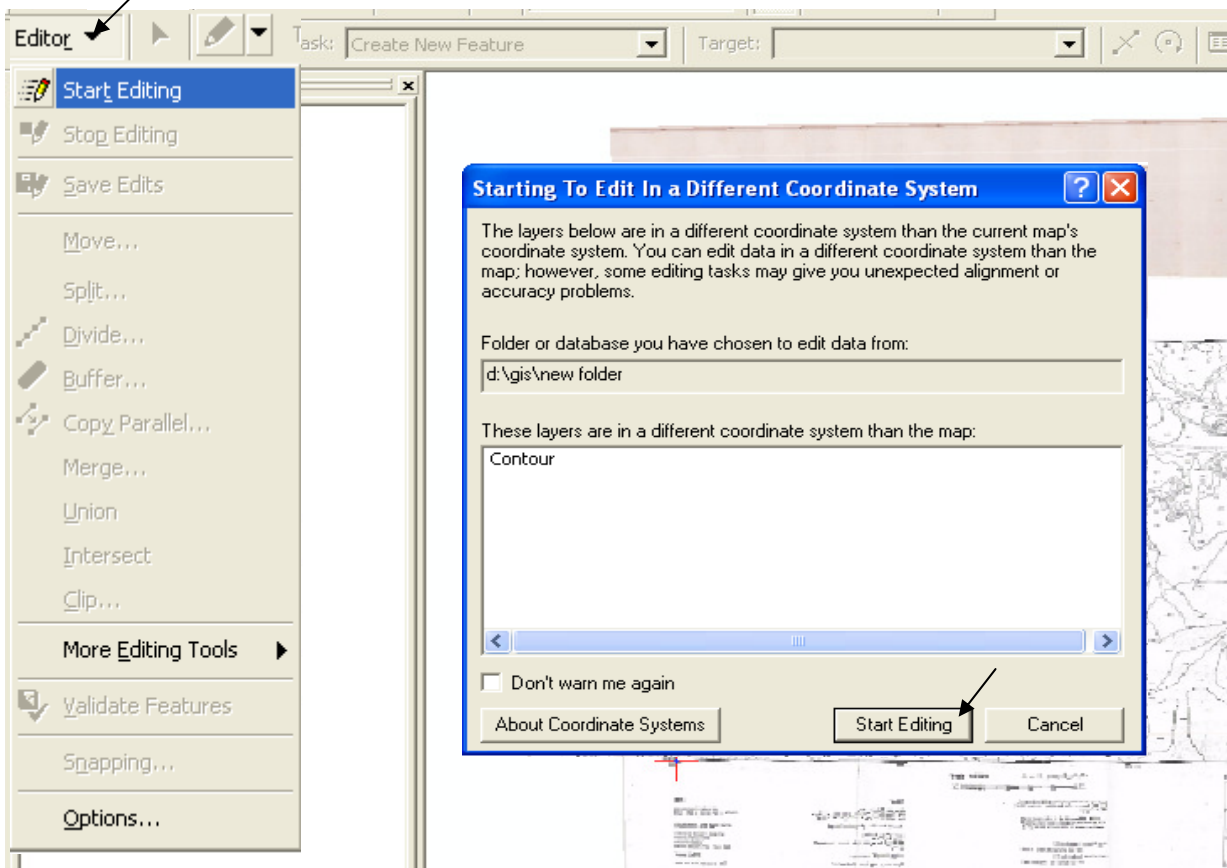 Editor
Task: Create New Feature
Target:
Start Editing
Stop Editing
Save Edits
Move...
Split...
Divide...
Buffer...
Copy Parallel...
Merge...
Union
Intersect
Clip...
More Editing Tools
Validate Features
Snapping...
Options...
Starting To Edit In a Different Coordinate System
The layers below are in a different coordinate system than the current map's
coordinate system. You can edit data in a different coordinate system than the
map; however, some editing tasks may give you unexpected alignment or
accuracy problems.
Folder or database you have chosen to edit data from:
d:\gis\new folder
These layers are in a different coordinate system than the map:
Contour
Don't warn me again
About Coordinate Systems
Start Editing
Cancel